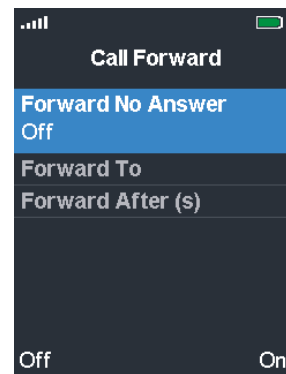 Call Forward
Forward No Answer
Off
Forward To
Forward After (s)
Off On